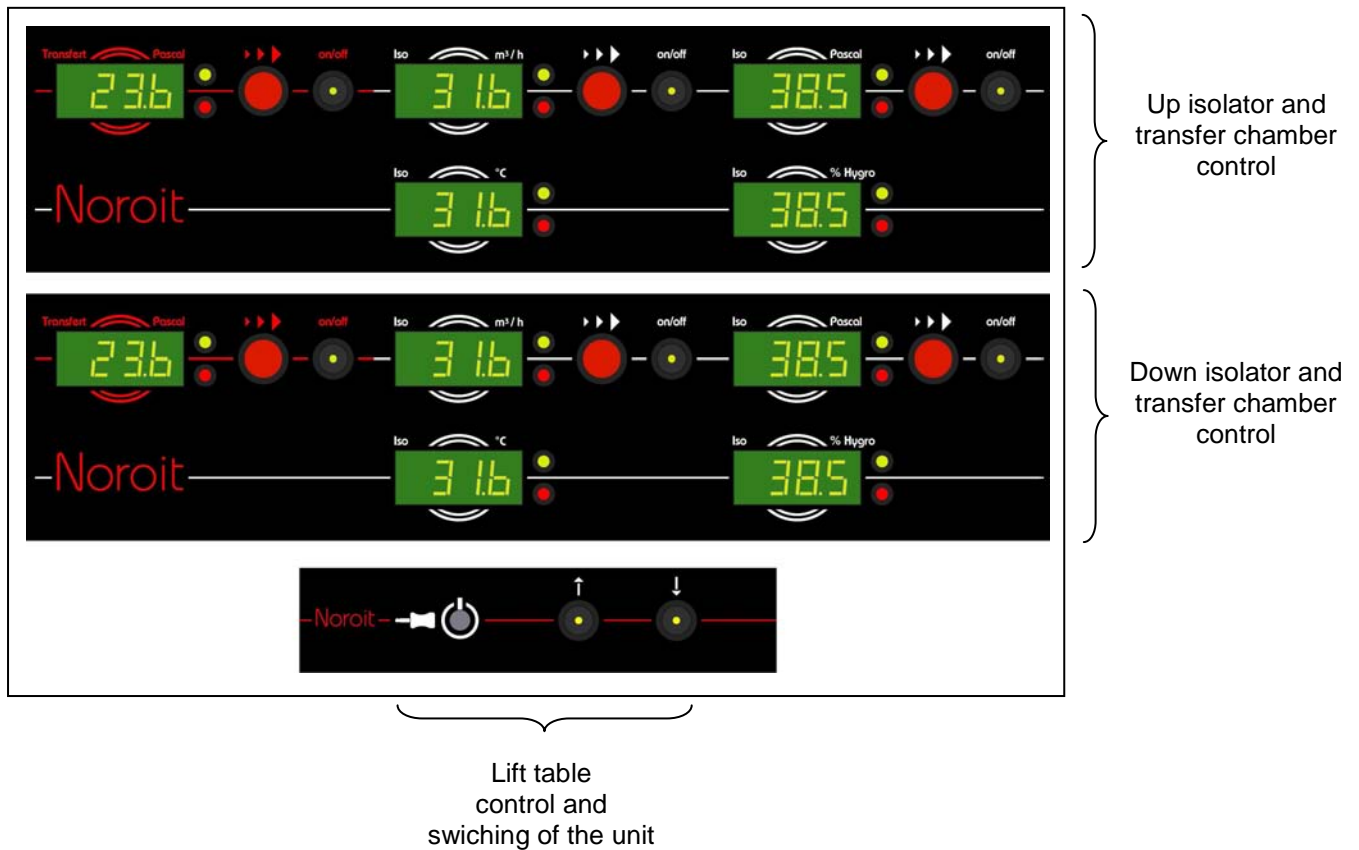 Transfert Pascal on/off Iso m³/h on/off Iso Pascal on/off
23.6 31.6 38.5
Iso °C Iso % Hygro
Noroit 31.6 38.5
Up isolator and
transfer chamber
control
Transfert Pascal on/off Iso m³/h on/off Iso Pascal on/off
23.6 31.6 38.5
Iso °C Iso % Hygro
Noroit 31.6 38.5
Down isolator and
transfer chamber
control
Noroit ↑ ↓
Lift table
control and
swiching of the unit